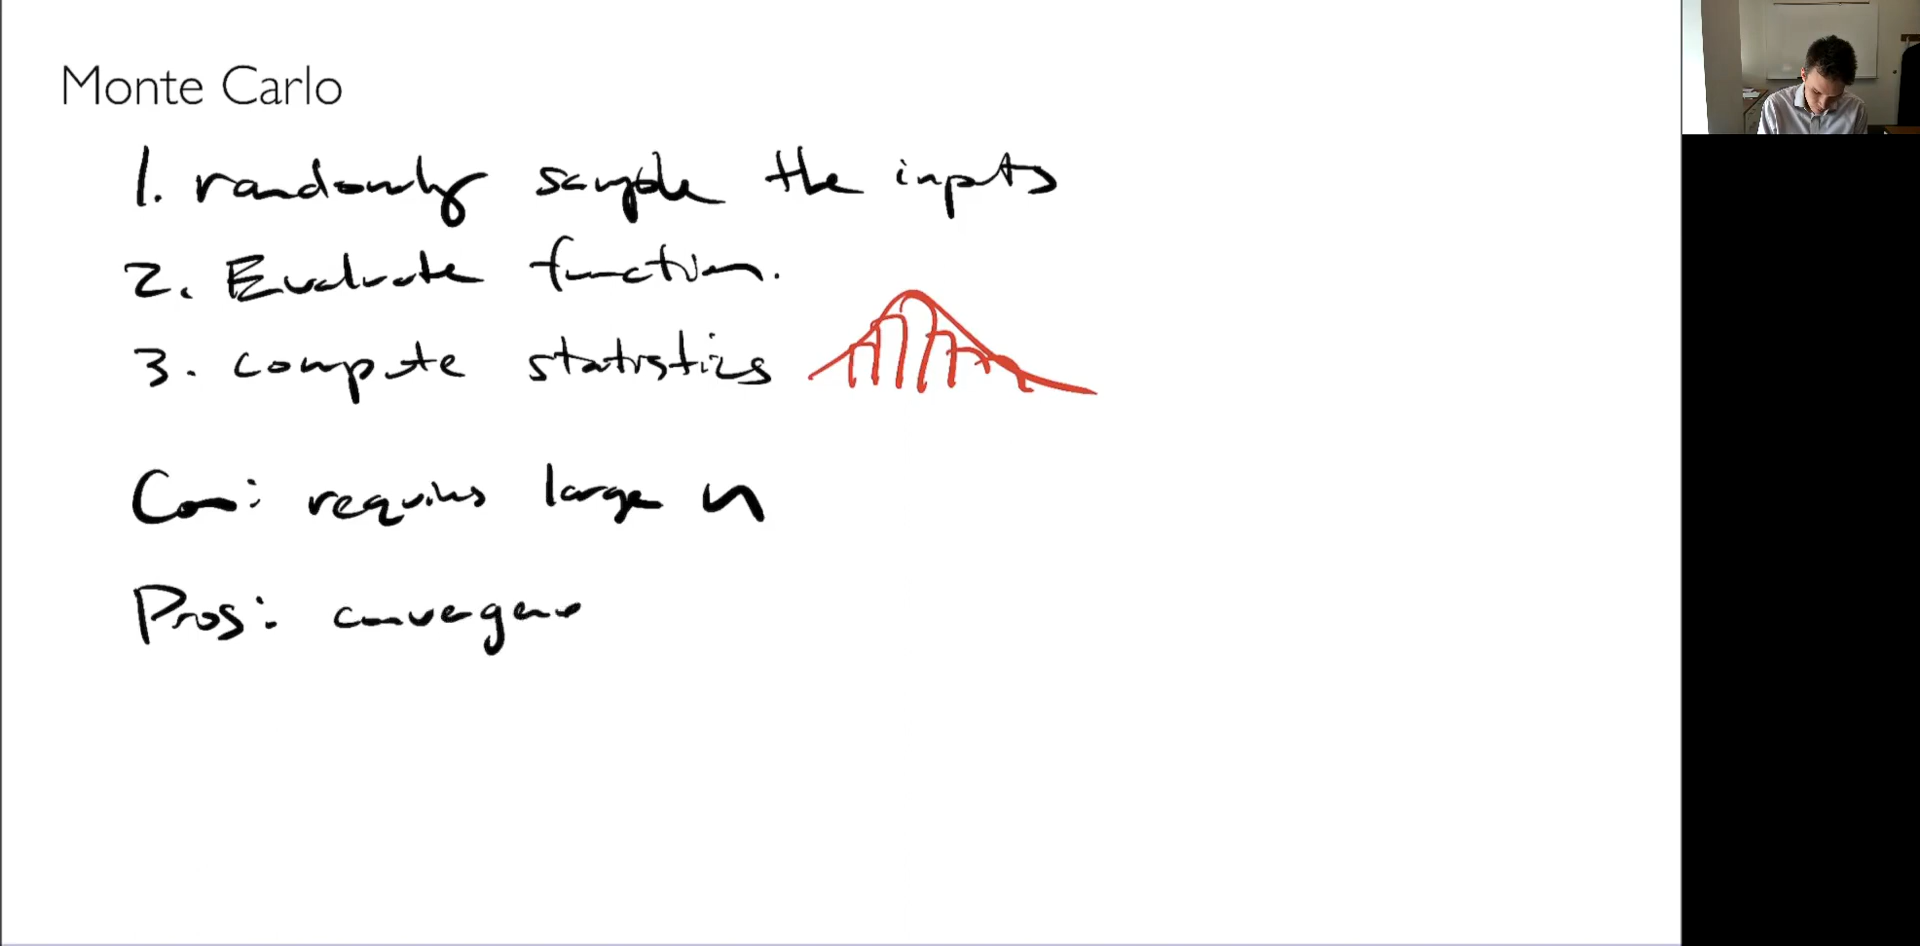 Monte Carlo
1. randomly sample the inputs
2. Evaluate function.
3. compute statistics
Con: requires large n
Pros: convergence